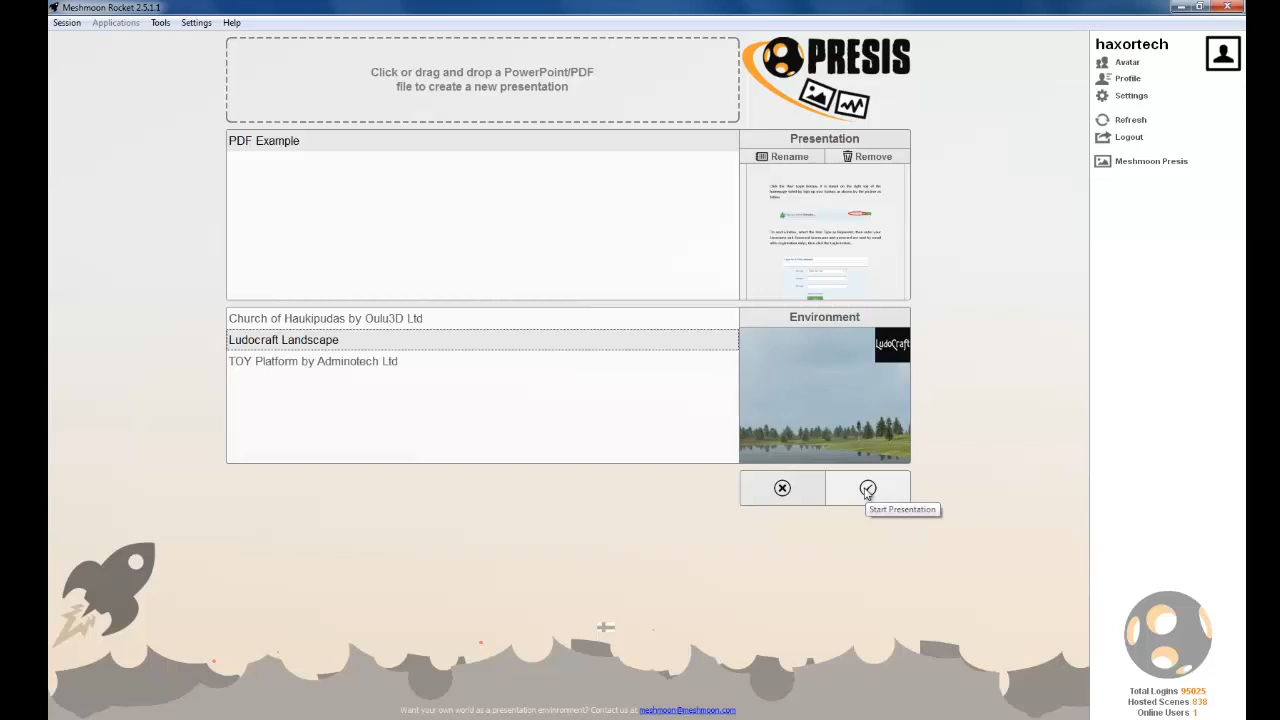 Meshmoon Rocket 2.5.1.1
Session Applications Tools Settings Help
Click or drag and drop a PowerPoint/PDF
file to create a new presentation
PRESIS
PDF Example
Presentation
Rename Remove
Church of Haukipudas by Oulu3D Ltd
Ludocraft Landscape
TOY Platform by Adminotech Ltd
Environment
LudoCraft
Start Presentation
haxortech
Avatar
Profile
Settings
Refresh
Logout
Meshmoon Presis
Total Logins 95025
Hosted Scenes 838
Online Users 1
Want your own world as a presentation envinronment? Contact us at meshmoon@meshmoon.com